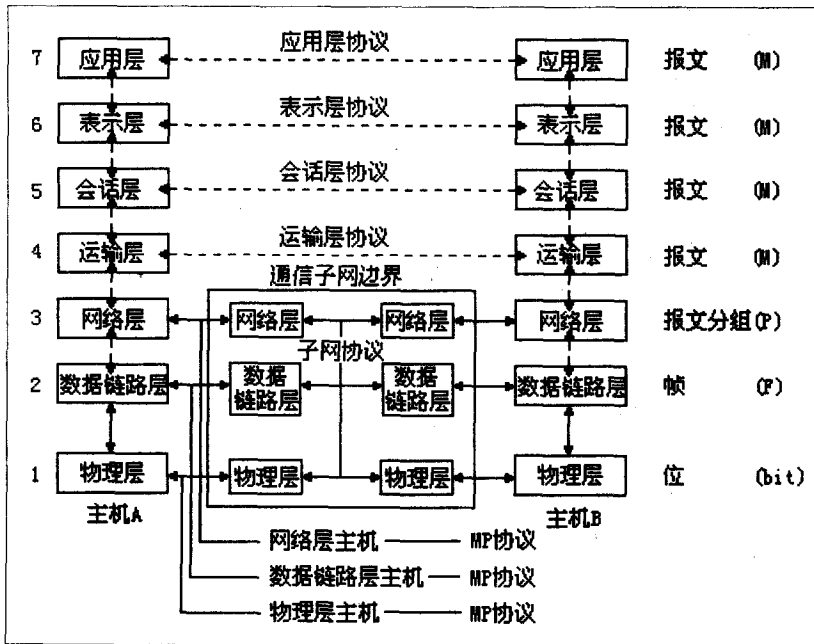 应用层协议
7 应用层 应用层 报文 (M)
表示层协议
6 表示层 表示层 报文 (M)
会话层协议
5 会话层 会话层 报文 (M)
运输层协议
4 运输层 运输层 报文 (M)
通信子网边界
3 网络层 网络层 网络层 网络层 报文分组(P)
子网协议
2 数据链路层 数据链路层 数据链路层 数据链路层 帧 (F)
1 物理层 物理层 物理层 物理层 位 (bit)
主机A 主机B
网络层主机 MP协议
数据链路层主机 MP协议
物理层主机 MP协议